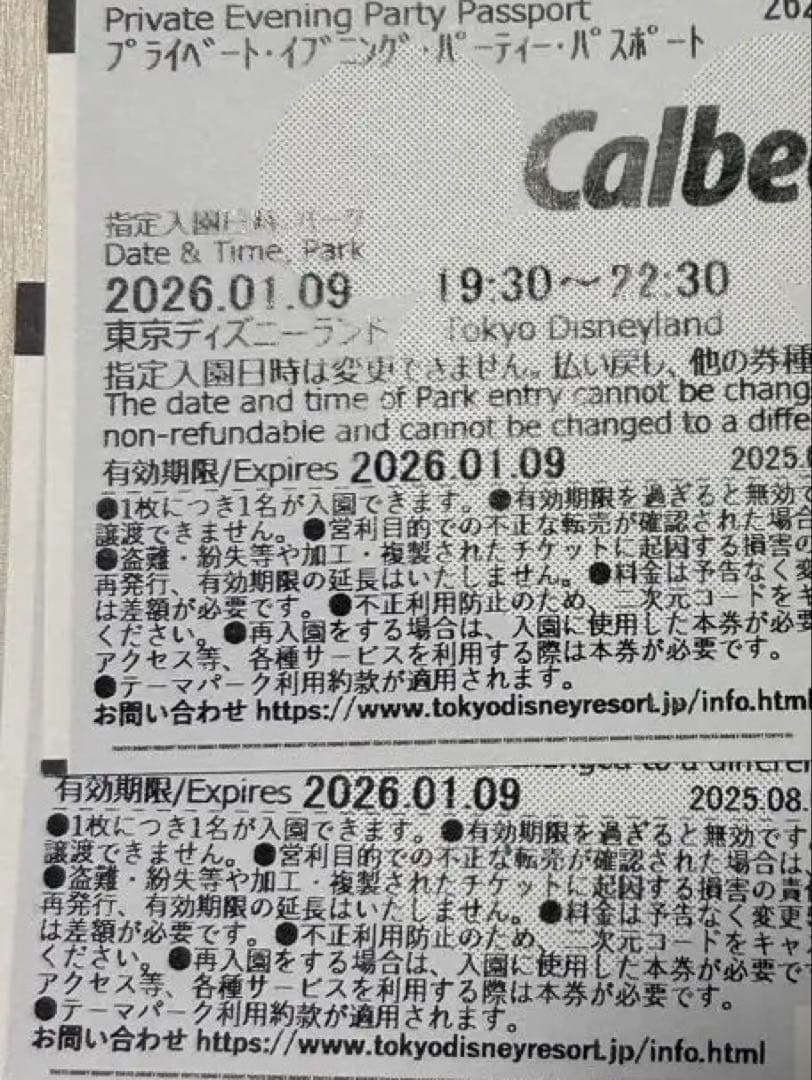 Private Evening Party Passport 262
プライベート・イブニング・パーティー・パスポート
Calbe
指定入園日時、パーク
Date & Time, Park
2026.01.09 19:30～22:30
東京ディズニーランド Tokyo Disneyland
指定入園日時は変更できません。払い戻し、他の券種
The date and time of Park entry cannot be chang
non-refundable and cannot be changed to a diffe
有効期限/Expires 2026.01.09 2025.
●1枚につき1名が入園できます。●有効期限を過ぎると無効で
譲渡できません。●営利目的での不正な転売が確認された場合
●盗難・紛失等や加工・複製されたチケットに起因する損害の
再発行、有効期限の延長はいたしません。●料金は予告なく変
は差額が必要です。●不正利用防止のため、二次元コードをキ
ください。●再入園をする場合は、入園に使用した本券が必要
アクセス等、各種サービスを利用する際は本券が必要です。
●テーマパーク利用約款が適用されます。
お問い合わせ https://www.tokyodisneyresort.jp/info.html
TOKYO DISNEY RESORT TOKYO DISNEY RESORT TOKYO DISNEY RESORT
有効期限/Expires 2026.01.09 2025.08.
●1枚につき1名が入園できます。●有効期限を過ぎると無効です
譲渡できません。●営利目的での不正な転売が確認された場合は、
●盗難・紛失等や加工・複製されたチケットに起因する損害の責
再発行、有効期限の延長はいたしません。●料金は予告なく変更
は差額が必要です。●不正利用防止のため、二次元コードをキャ
ください。●再入園をする場合は、入園に使用した本券が必要で
アクセス等、各種サービスを利用する際は本券が必要です。
●テーマパーク利用約款が適用されます。
お問い合わせ https://www.tokyodisneyresort.jp/info.html